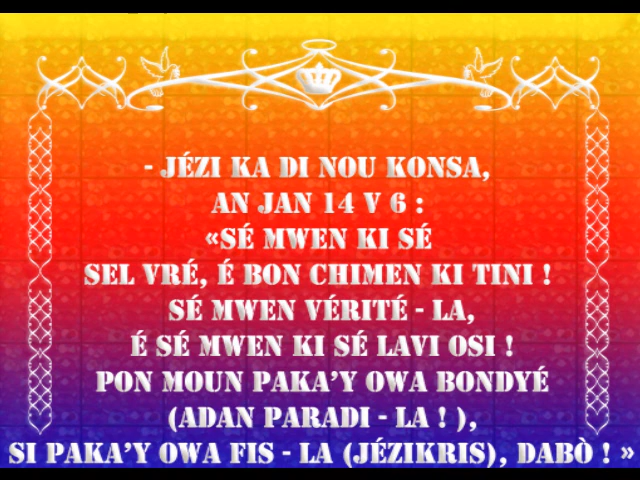 - JÉZI KA DI NOU KONSA,
AN JAN 14 V 6 :
«SÉ MWEN KI SÉ
SEL VRÉ, É BON CHIMEN KI TINI !
SÉ MWEN VÉRITÉ - LA,
É SÉ MWEN KI SÉ LAVI OSI !
PON MOUN PAKA'Y OWA BONDYÉ
(ADAN PARADI - LA ! ),
SI PAKA'Y OWA FIS - LA (JÉZIKRIS), DABÒ ! »